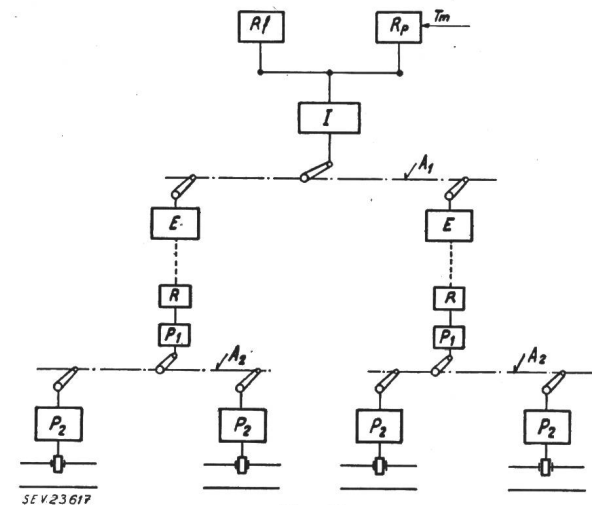 Rf Rp Tm
I
A1
E E
R R
P1 P1
A2 A2
P2 P2 P2 P2
SEV23617